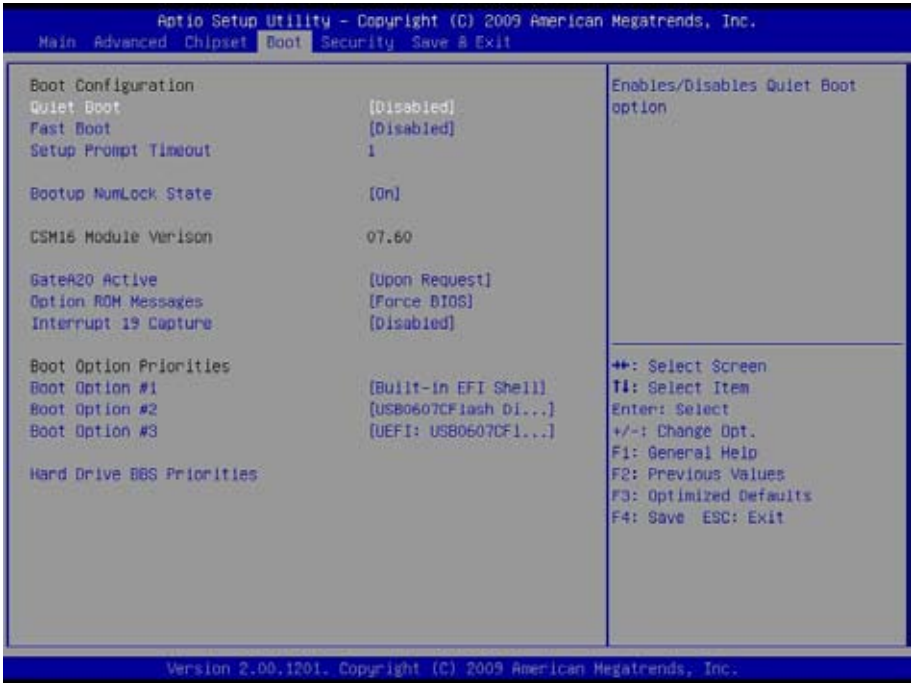 Aptio Setup Utility - Copyright (C) 2009 American Megatrends, Inc.
Main Advanced Chipset Boot Security Save & Exit
Boot Configuration
Quiet Boot [Disabled]
Fast Boot [Disabled]
Setup Prompt Timeout 1
Bootup NumLock State [On]
CSM16 Module Verison 07.60
GateA20 Active [Upon Request]
Option ROM Messages [Force BIOS]
Interrupt 19 Capture [Disabled]
Boot Option Priorities
Boot Option #1 [Built-in EFI Shell]
Boot Option #2 [USB0607CFlash Di...]
Boot Option #3 [UEFI: USB0607CFl...]
Hard Drive BBS Priorities
Enables/Disables Quiet Boot
option
→←: Select Screen
↑↓: Select Item
Enter: Select
+/-: Change Opt.
F1: General Help
F2: Previous Values
F3: Optimized Defaults
F4: Save ESC: Exit
Version 2.00.1201. Copyright (C) 2009 American Megatrends, Inc.